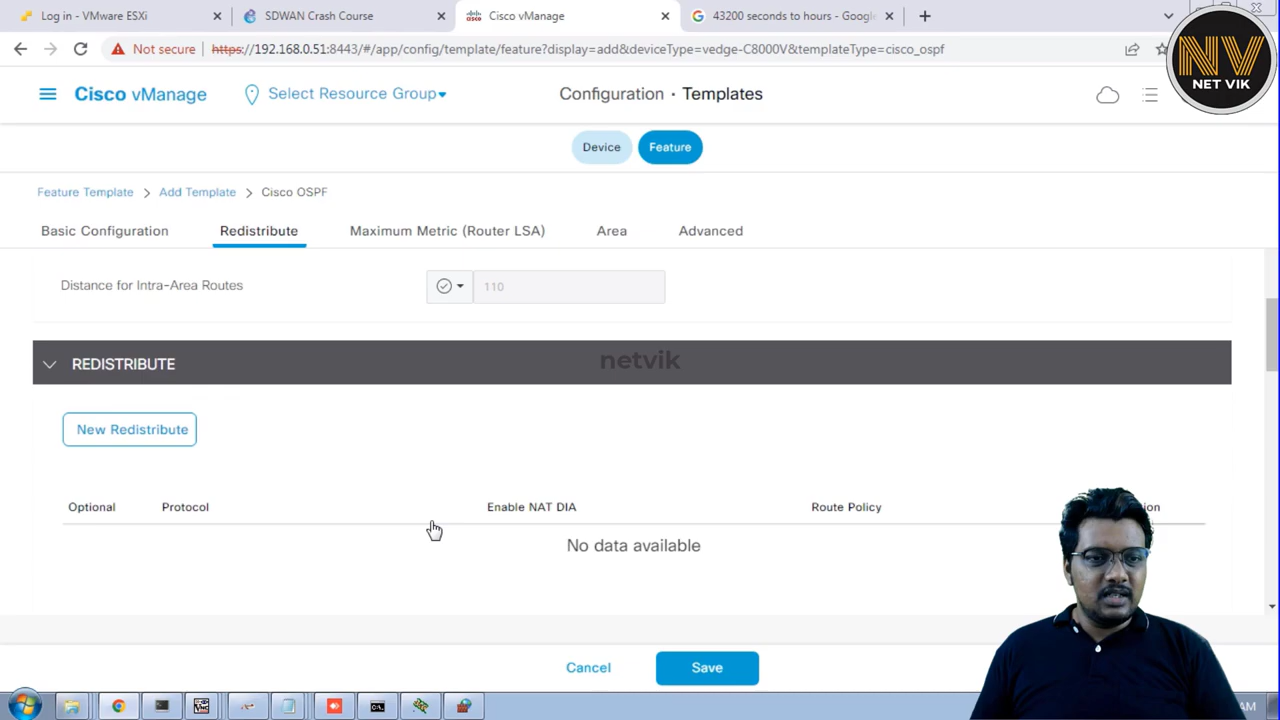 Log in - VMware ESXi
SDWAN Crash Course
Cisco vManage
43200 seconds to hours - Google
Not secure
https://192.168.0.51:8443/#/app/config/template/feature?display=add&deviceType=vedge-C8000V&templateType=cisco_ospf
NV
NET VIK
Cisco vManage
Select Resource Group
Configuration · Templates
Device
Feature
Feature Template > Add Template > Cisco OSPF
Basic Configuration
Redistribute
Maximum Metric (Router LSA)
Area
Advanced
Distance for Intra-Area Routes
110
REDISTRIBUTE
netvik
New Redistribute
Optional
Protocol
Enable NAT DIA
Route Policy
No data available
Cancel
Save